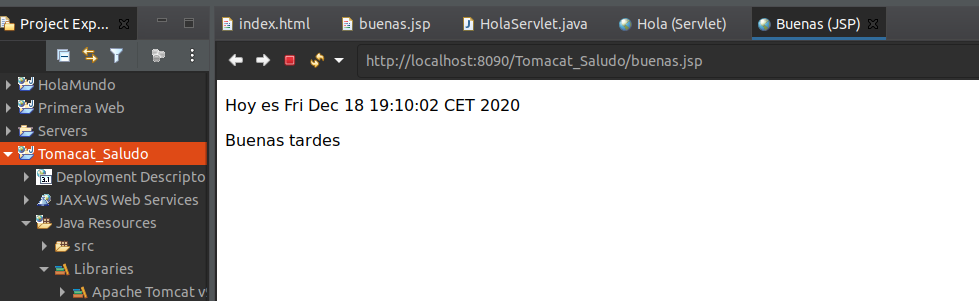 Project Exp...
index.html
buenas.jsp
HolaServlet.java
Hola (Servlet)
Buenas (JSP)
http://localhost:8090/Tomacat_Saludo/buenas.jsp
HolaMundo
Primera Web
Servers
Tomacat_Saludo
Deployment Descripto
3.1
JAX-WS Web Services
Java Resources
src
Libraries
Apache Tomcat v
Hoy es Fri Dec 18 19:10:02 CET 2020
Buenas tardes